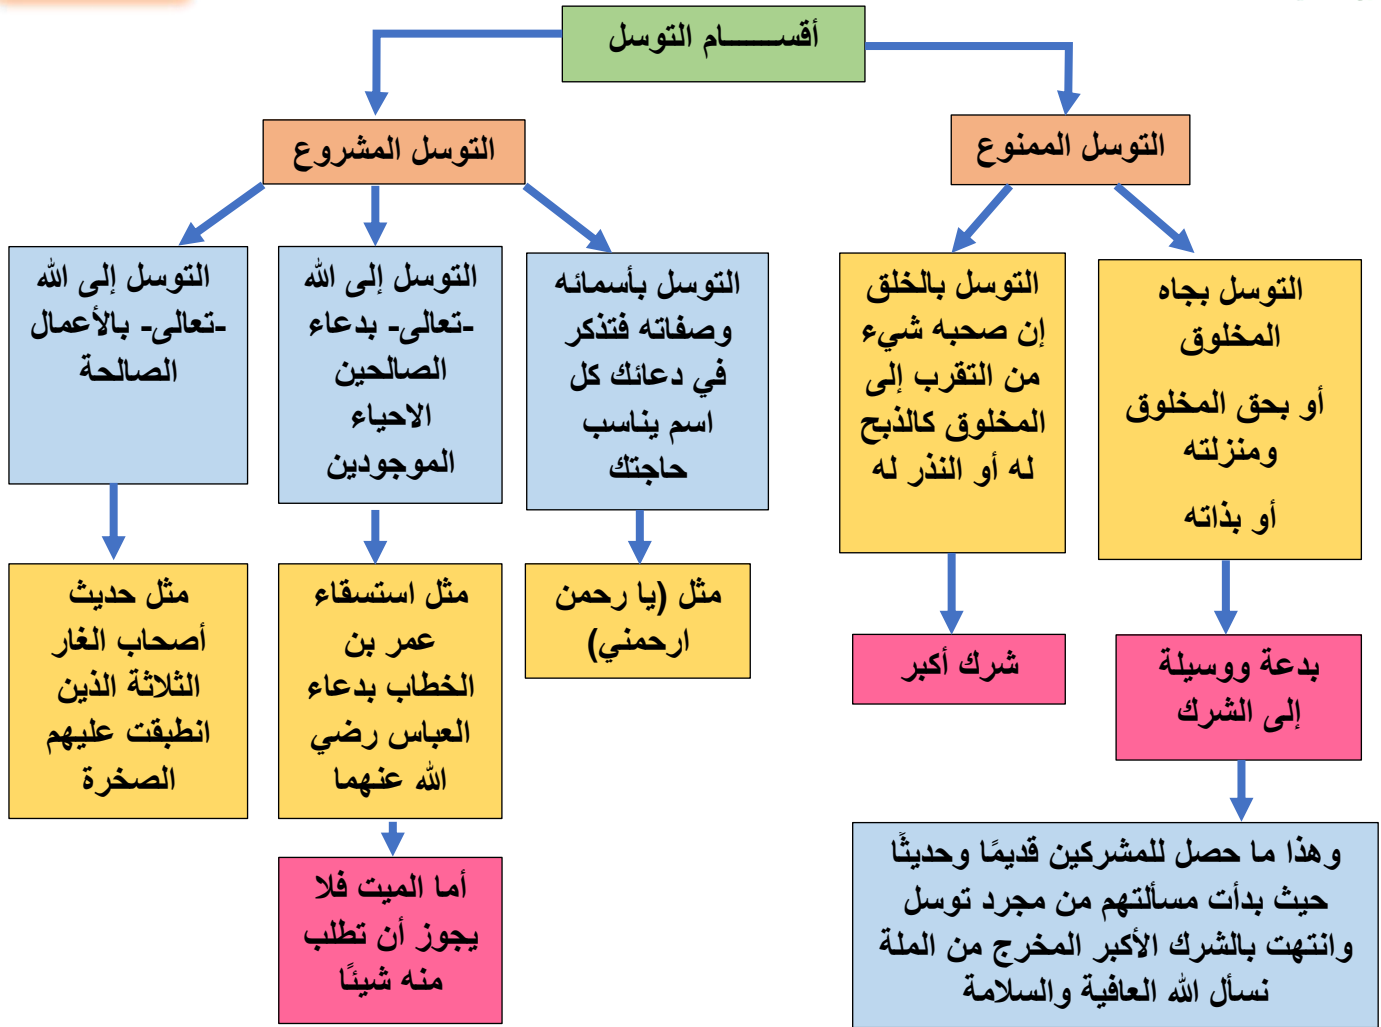 أقســـــــام التوسل
التوسل الممنوع
التوسل المشروع
التوسل بجاه
المخلوق
أو بحق المخلوق
ومنزلته
أو بذاته
التوسل بالخلق
إن صحبه شيء
من التقرب إلى
المخلوق كالذبح
له أو النذر له
التوسل بأسمائه
وصفاته فتذكر
في دعائك كل
اسم يناسب
حاجتك
التوسل إلى الله
-تعالى- بدعاء
الصالحين
الاحياء
الموجودين
التوسل إلى الله
-تعالى- بالأعمال
الصالحة
بدعة ووسيلة
إلى الشرك
شرك أكبر
مثل (يا رحمن
ارحمني)
مثل استسقاء
عمر بن
الخطاب بدعاء
العباس رضي
الله عنهما
مثل حديث
أصحاب الغار
الثلاثة الذين
انطبقت عليهم
الصخرة
وهذا ما حصل للمشركين قديمًا وحديثًا
حيث بدأت مسألتهم من مجرد توسل
وانتهت بالشرك الأكبر المخرج من الملة
نسأل الله العافية والسلامة
أما الميت فلا
يجوز أن تطلب
منه شيئًا